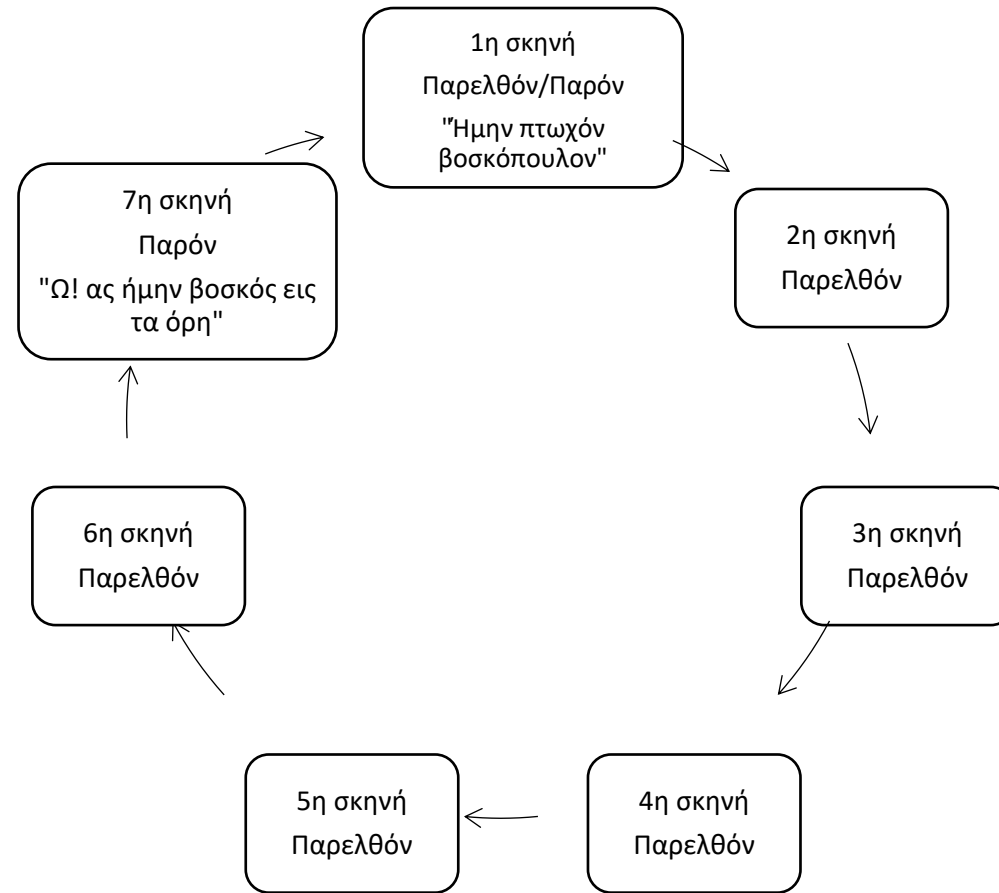 1η σκηνή
Παρελθόν/Παρόν
"Ήμην πτωχόν
βοσκόπουλον"
2η σκηνή
Παρελθόν
3η σκηνή
Παρελθόν
4η σκηνή
Παρελθόν
5η σκηνή
Παρελθόν
6η σκηνή
Παρελθόν
7η σκηνή
Παρόν
"Ω! ας ήμην βοσκός εις
τα όρη"